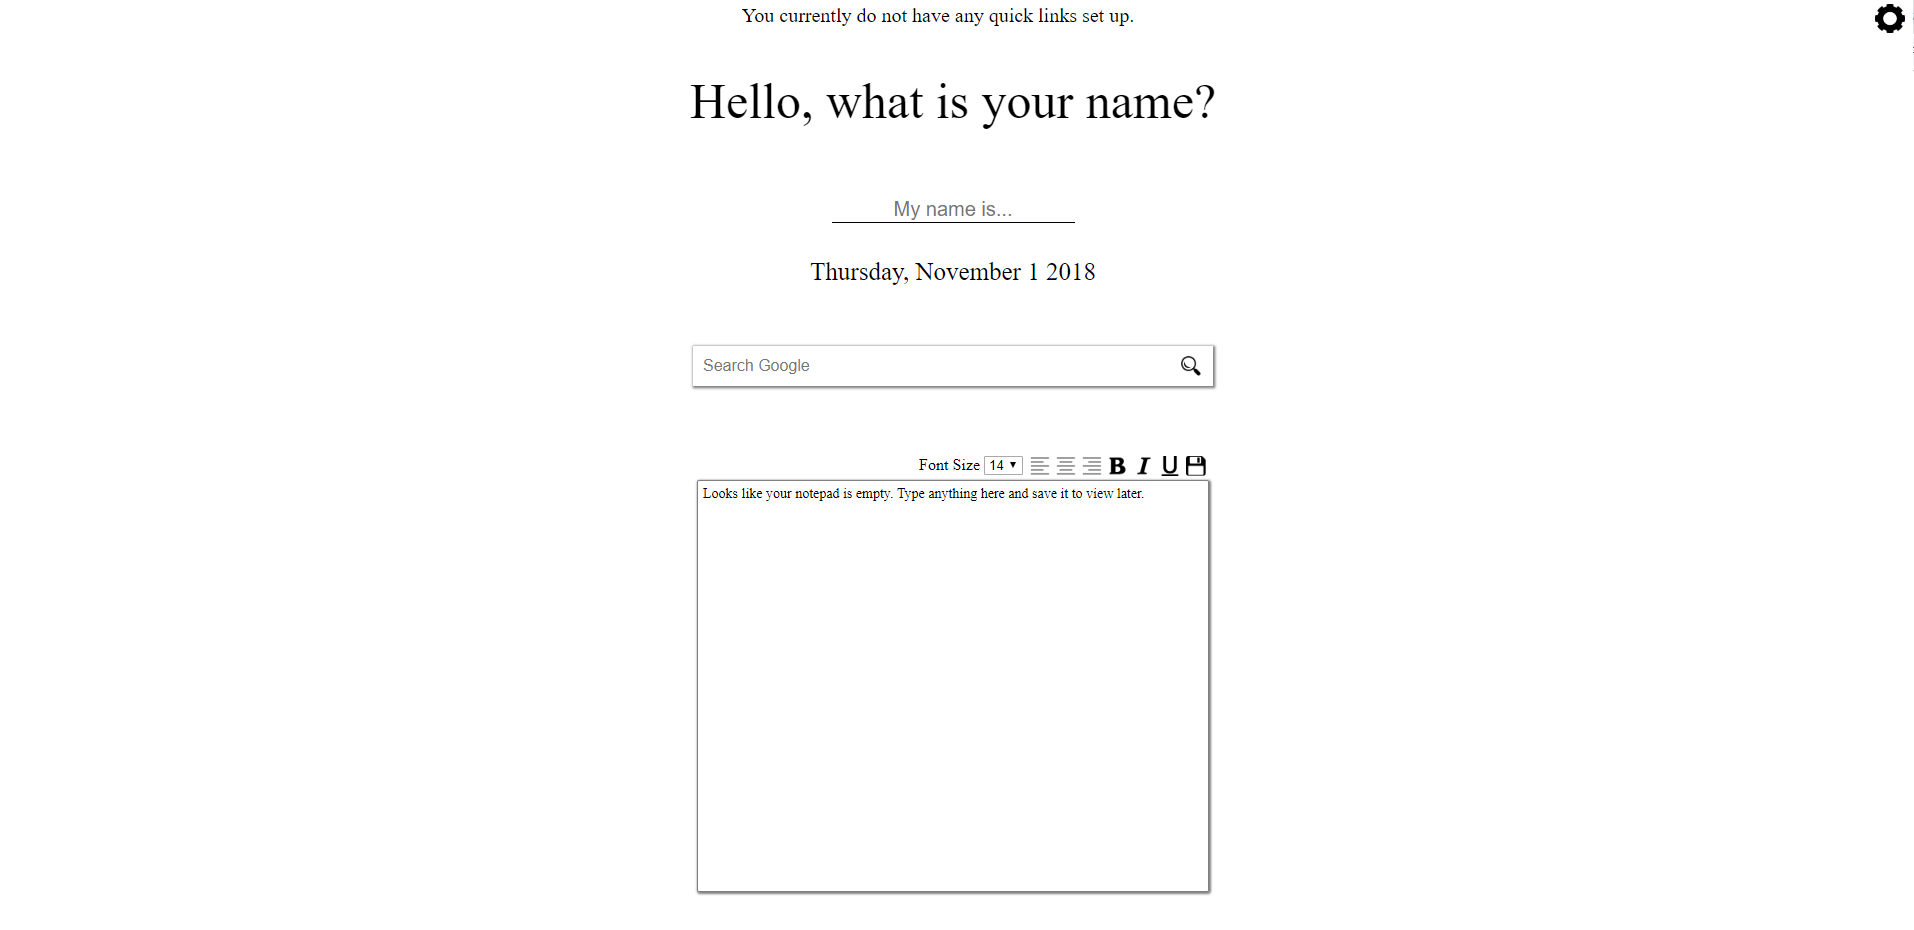 You currently do not have any quick links set up.
Hello, what is your name?
My name is...
Thursday, November 1 2018
Search Google
Font Size 14 B I U
Looks like your notepad is empty. Type anything here and save it to view later.